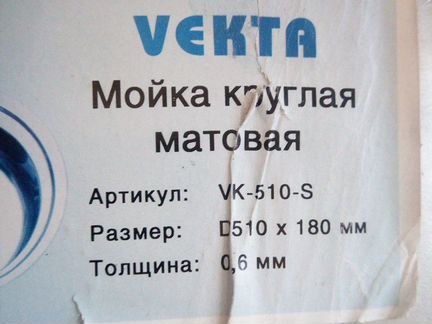 VEKTA
Мойка круглая
матовая
Артикул: VK-510-S
Размер: D510 x 180 мм
Толщина: 0,6 мм